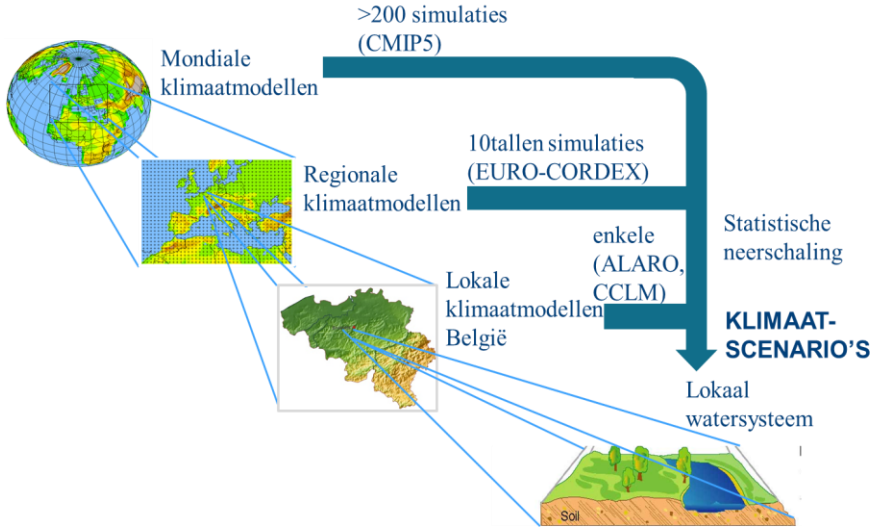 >200 simulaties
(CMIP5)
Mondiale
klimaatmodellen
10tallen simulaties
(EURO-CORDEX)
Regionale
klimaatmodellen
Statistische
neerschaling
enkele
(ALARO,
CCLM)
Lokale
klimaatmodellen
België
KLIMAAT-
SCENARIO'S
Lokaal
watersysteem
Soil